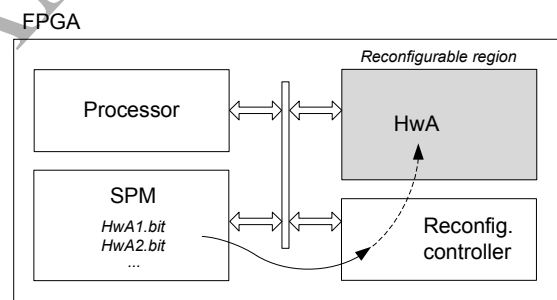 FPGA
Reconfigurable region
Processor
HwA
SPM
HwA1.bit
HwA2.bit
...
Reconfig.
controller